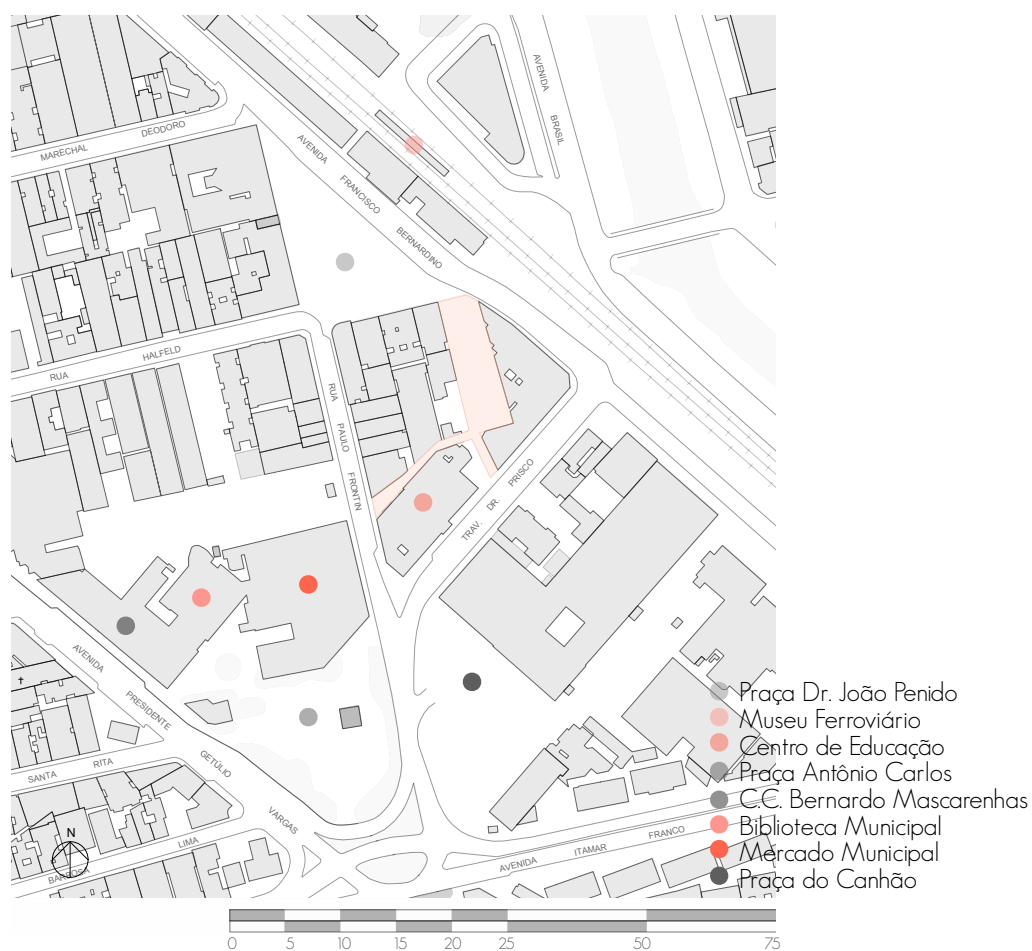 AVENIDA
BRASIL
MARECHAL DEODORO
AVENIDA FRANCISCO BERNARDINO
RUA HALFELD
RUA PAULO FRONTIN
TRAV. DR. PRISCO
AVENIDA PRESIDENTE GETÚLIO VARGAS
SANTA RITA
BARBOSA LIMA
N
AVENIDA ITAMAR FRANCO
Praça Dr. João Penido
Museu Ferroviário
Centro de Educação
Praça Antônio Carlos
C.C. Bernardo Mascarenhas
Biblioteca Municipal
Mercado Municipal
Praça do Canhão
0 5 10 15 20 25 50 75